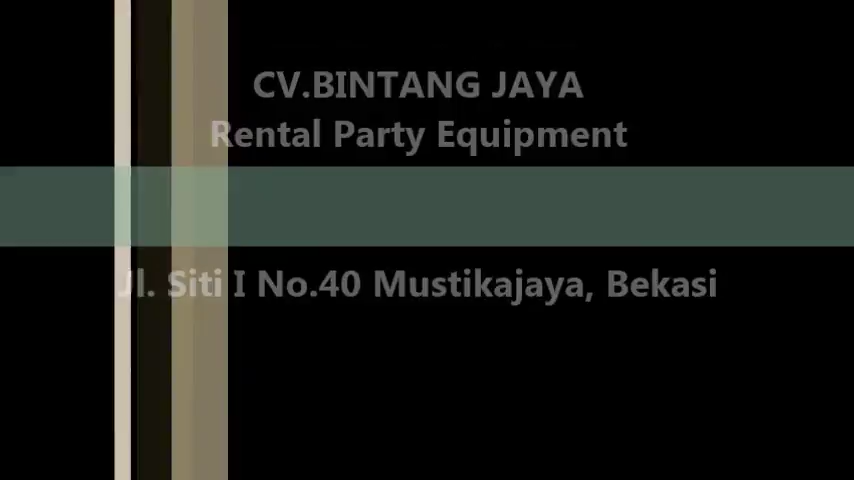 CV.BINTANG JAYA
Rental Party Equipment
Jl. Siti I No.40 Mustikajaya, Bekasi